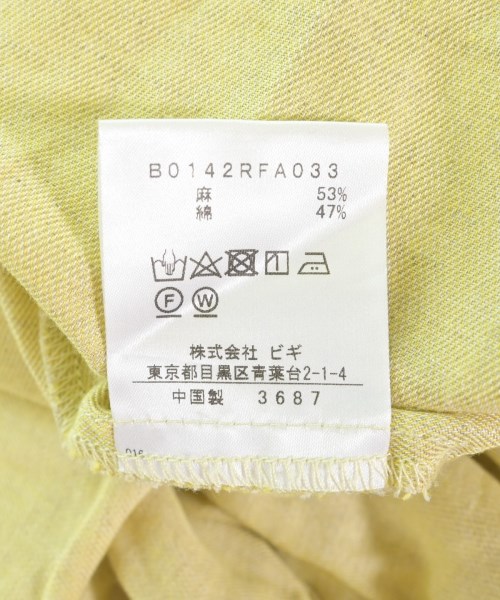 B0142RFA033
麻 53%
綿 47%
F W
株式会社 ビギ
東京都目黒区青葉台2-1-4
中国製 3687